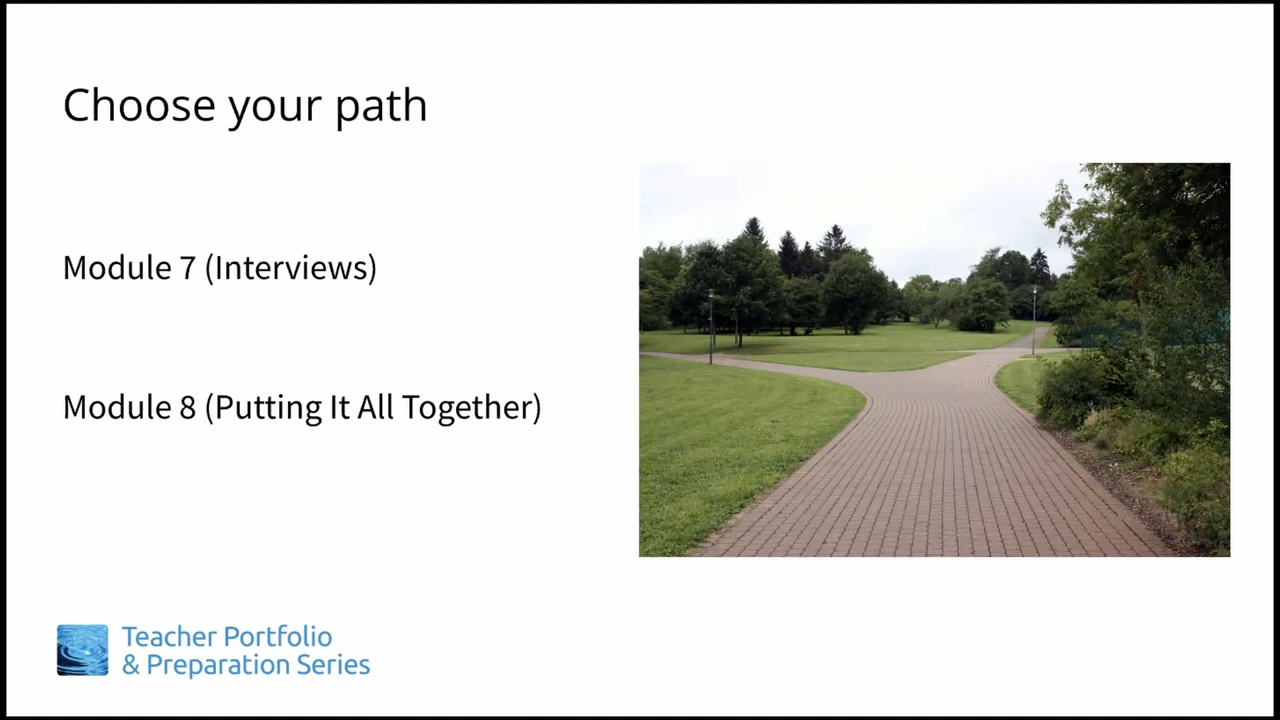 Choose your path
Module 7 (Interviews)
Module 8 (Putting It All Together)
Teacher Portfolio
& Preparation Series